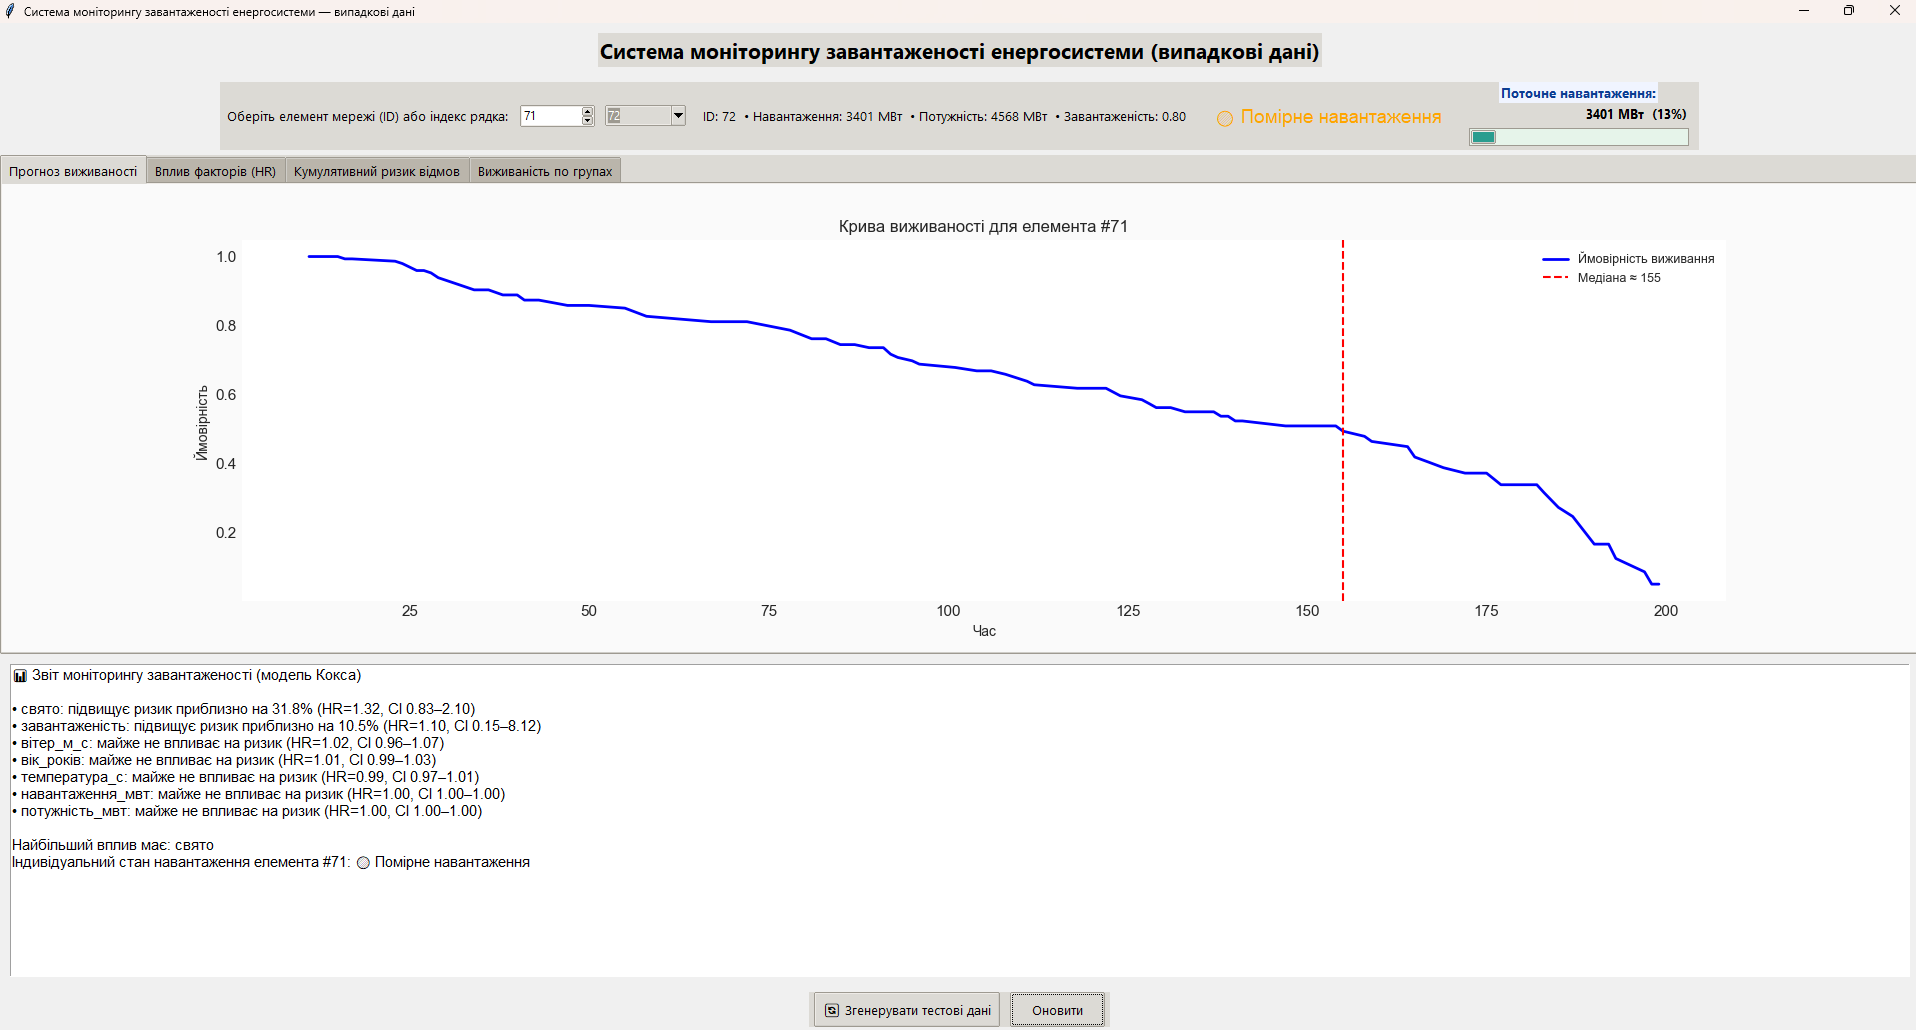 Система моніторингу завантаженості енергосистеми — випадкові дані
Система моніторингу завантаженості енергосистеми (випадкові дані)
Оберіть елемент мережі (ID) або індекс рядка: 71 72 ID: 72 • Навантаження: 3401 МВт • Потужність: 4568 МВт • Завантаженість: 0.80 Помірне навантаження
Поточне навантаження:
3401 МВт (13%)
Прогноз виживаності Вплив факторів (HR) Кумулятивний ризик відмов Виживаність по групах
Крива виживаності для елемента #71
Ймовірність виживання
Медіана ≈ 155
Ймовірність
1.0
0.8
0.6
0.4
0.2
25 50 75 100 125 150 175 200
Час
Звіт моніторингу завантаженості (модель Кокса)
• свято: підвищує ризик приблизно на 31.8% (HR=1.32, CI 0.83–2.10)
• завантаженість: підвищує ризик приблизно на 10.5% (HR=1.10, CI 0.15–8.12)
• вітер_м_с: майже не впливає на ризик (HR=1.02, CI 0.96–1.07)
• вік_років: майже не впливає на ризик (HR=1.01, CI 0.99–1.03)
• температура_с: майже не впливає на ризик (HR=0.99, CI 0.97–1.01)
• навантаження_мвт: майже не впливає на ризик (HR=1.00, CI 1.00–1.00)
• потужність_мвт: майже не впливає на ризик (HR=1.00, CI 1.00–1.00)
Найбільший вплив має: свято
Індивідуальний стан навантаження елемента #71: Помірне навантаження
Згенерувати тестові дані Оновити